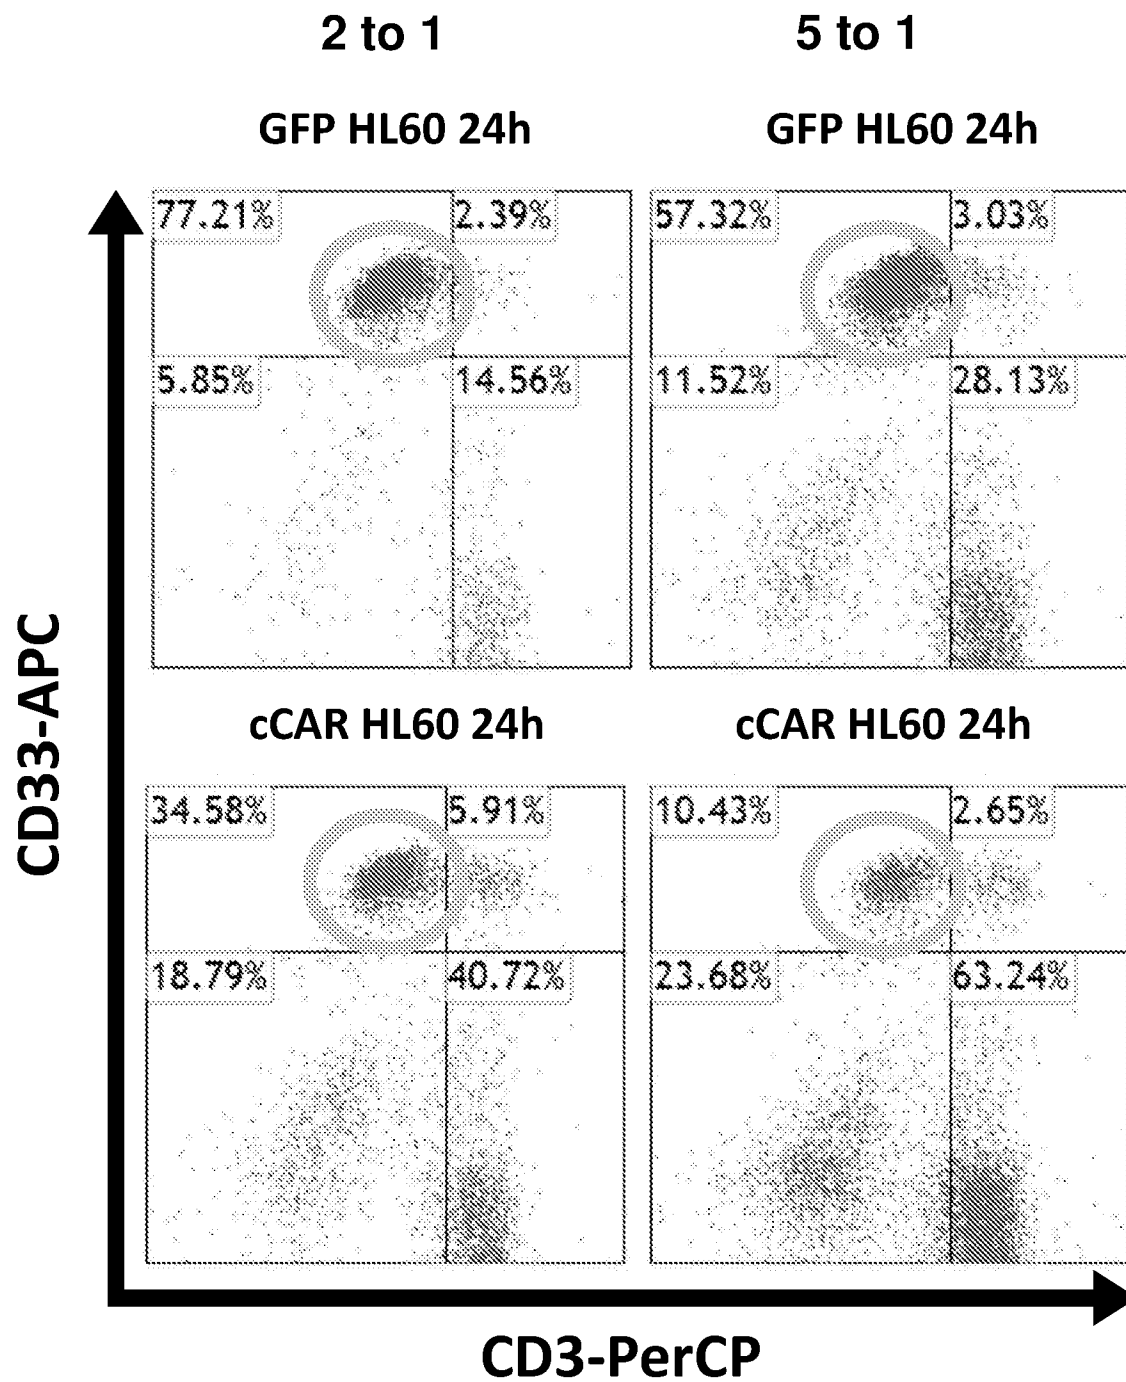 2 to 1
5 to 1
GFP HL60 24h
GFP HL60 24h
77.21%
2.39%
57.32%
3.03%
5.85%
14.56%
11.52%
28.13%
cCAR HL60 24h
cCAR HL60 24h
34.58%
5.91%
10.43%
2.65%
18.79%
40.72%
23.68%
63.24%
CD33-APC
CD3-PerCP